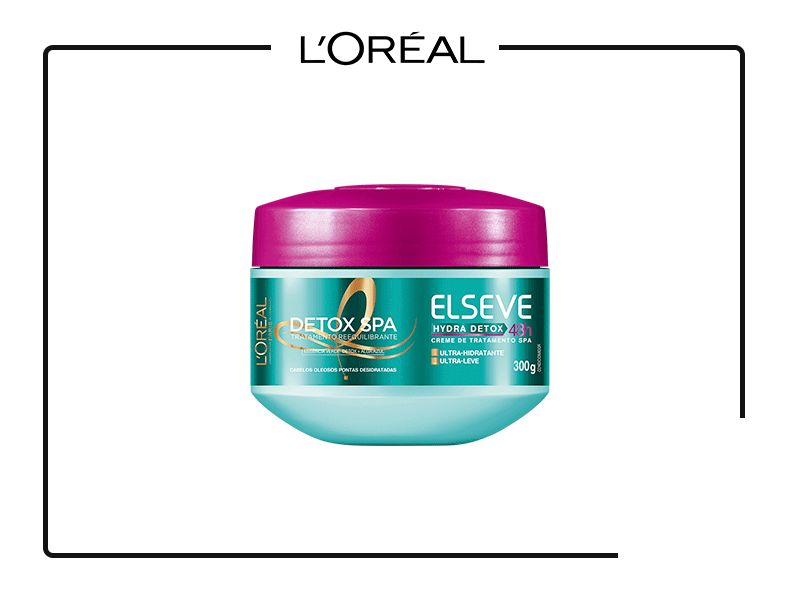 L'ORÉAL
L'ORÉAL
DETOX SPA
TRATAMENTO REEQUILIBRANTE
CABELOS OLEOSOS PONTAS DESIDRATADAS
ELSEVE
HYDRA DETOX 48h
CREME DE TRATAMENTO SPA
ULTRA-HIDRATANTE
ULTRA-LEVE
300g